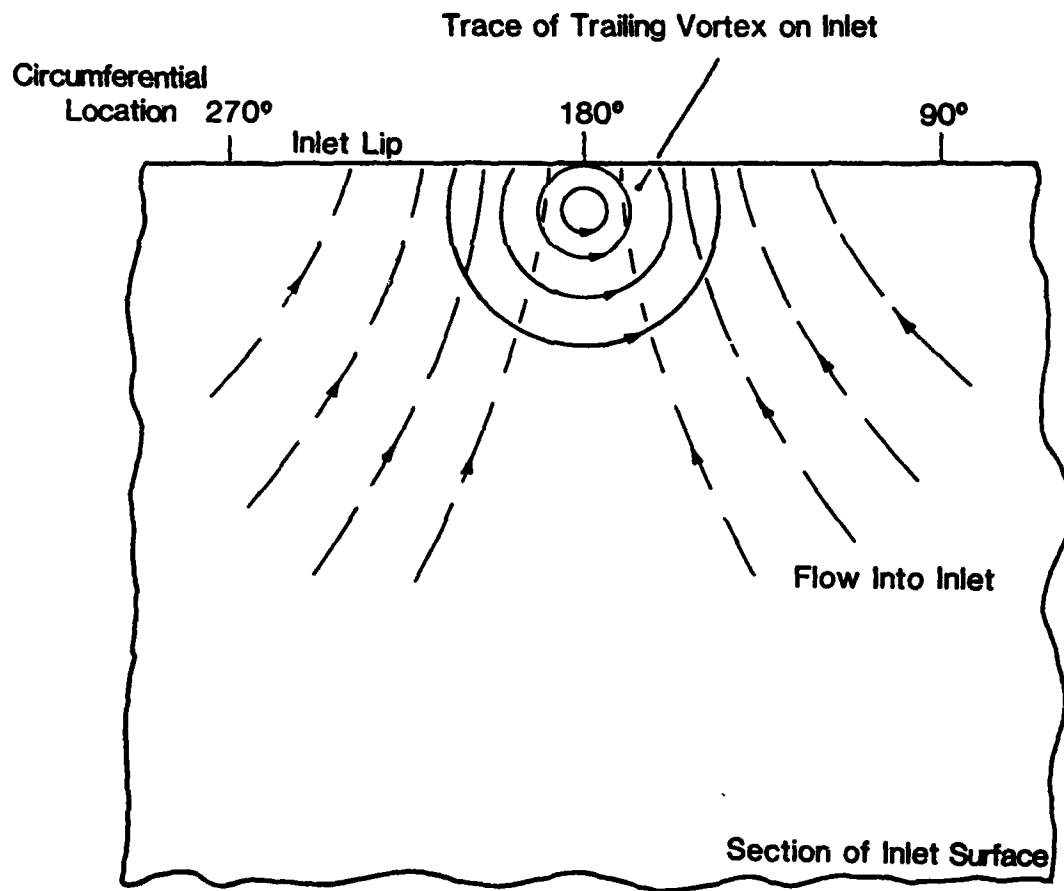 Trace of Trailing Vortex on Inlet
Circumferential
Location 270° 180° 90°
Inlet Lip
Flow Into Inlet
Section of Inlet Surface